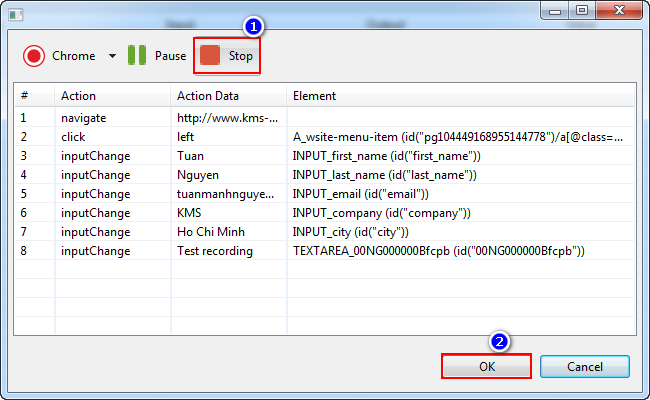 1
Chrome Pause Stop
# Action Action Data Element
1 navigate http://www.kms-...
2 click left A_wsite-menu-item (id("pg104449168955144778")/a[@class=...
3 inputChange Tuan INPUT_first_name (id("first_name"))
4 inputChange Nguyen INPUT_last_name (id("last_name"))
5 inputChange tuanmanhnguye... INPUT_email (id("email"))
6 inputChange KMS INPUT_company (id("company"))
7 inputChange Ho Chi Minh INPUT_city (id("city"))
8 inputChange Test recording TEXTAREA_00NG000000Bfcpb (id("00NG000000Bfcpb"))
2
OK Cancel